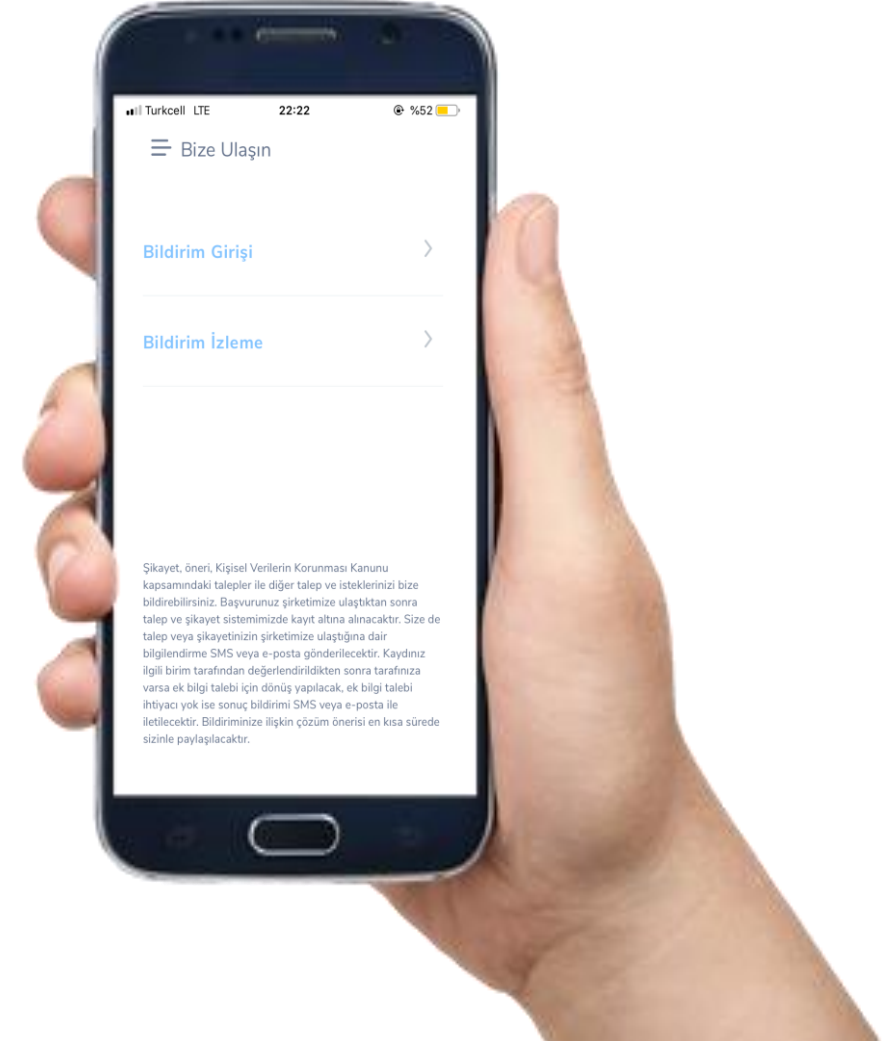 Turkcell LTE 22:22 %52
Bize Ulaşın
Bildirim Girişi
Bildirim İzleme
Şikayet, öneri, Kişisel Verilerin Korunması Kanunu
kapsamındaki talepler ile diğer talep ve isteklerinizi bize
bildirebilirsiniz. Başvurunuz şirketimize ulaştıktan sonra
talep ve şikayet sistemimizde kayıt altına alınacaktır. Size de
talep veya şikayetinizin şirketimize ulaştığına dair
bilgilendirme SMS veya e-posta gönderilecektir. Kaydınız
ilgili birim tarafından değerlendirildikten sonra tarafınıza
varsa ek bilgi talebi için dönüş yapılacak, ek bilgi talebi
ihtiyacı yok ise sonuç bildirimi SMS veya e-posta ile
iletilecektir. Bildiriminize ilişkin çözüm önerisi en kısa sürede
sizinle paylaşılacaktır.